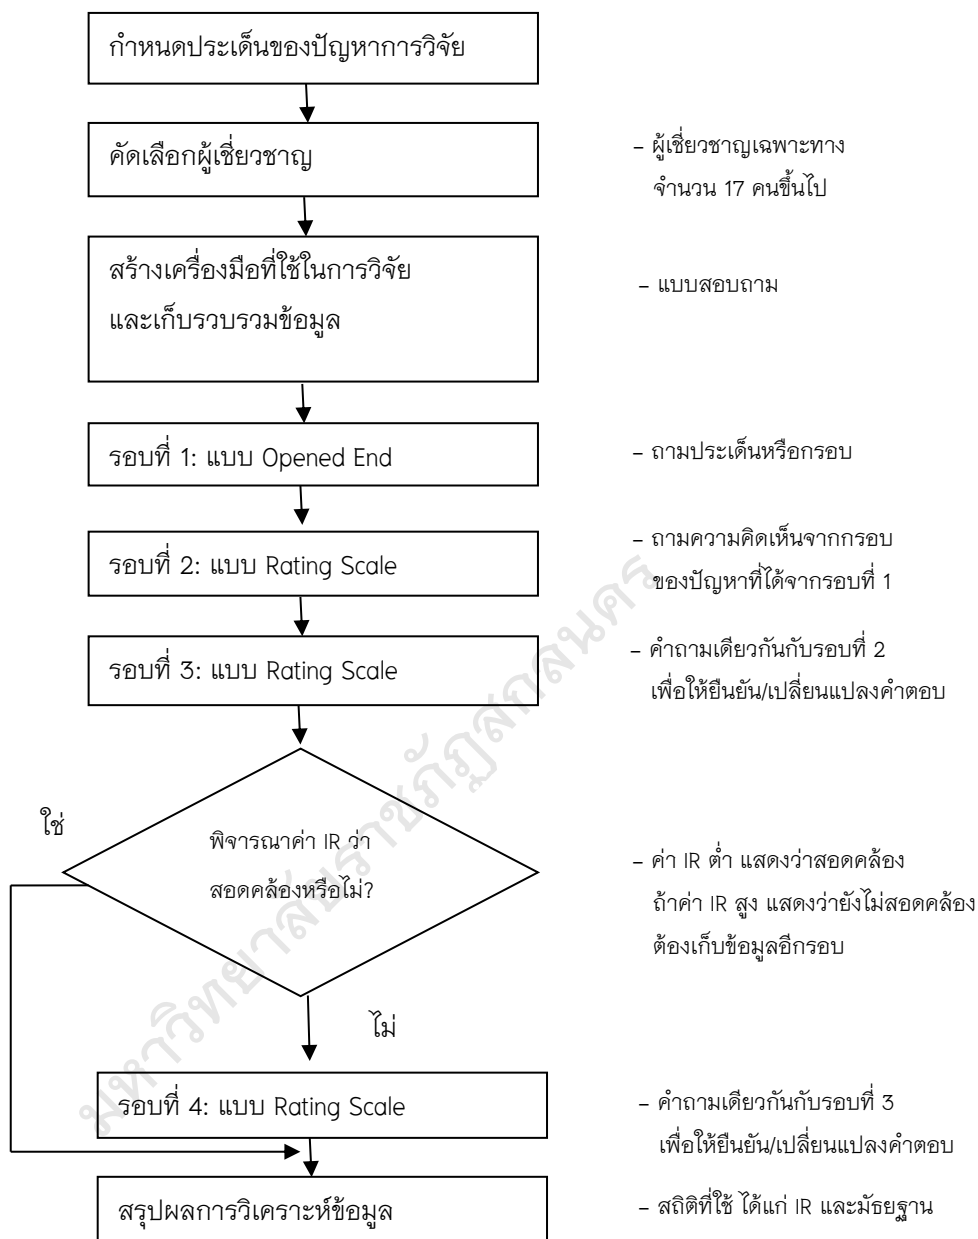 กำหนดประเด็นของปัญหาการวิจัย
คัดเลือกผู้เชี่ยวชาญ
– ผู้เชี่ยวชาญเฉพาะทาง
จำนวน 17 คนขึ้นไป
สร้างเครื่องมือที่ใช้ในการวิจัย
และเก็บรวบรวมข้อมูล
– แบบสอบถาม
รอบที่ 1: แบบ Opened End
– ถามประเด็นหรือกรอบ
รอบที่ 2: แบบ Rating Scale
– ถามความคิดเห็นจากกรอบ
ของปัญหาที่ได้จากรอบที่ 1
รอบที่ 3: แบบ Rating Scale
– คำถามเดียวกันกับรอบที่ 2
เพื่อให้ยืนยัน/เปลี่ยนแปลงคำตอบ
ใช่
พิจารณาค่า IR ว่า
สอดคล้องหรือไม่?
– ค่า IR ต่ำ แสดงว่าสอดคล้อง
ถ้าค่า IR สูง แสดงว่ายังไม่สอดคล้อง
ต้องเก็บข้อมูลอีกรอบ
ไม่
รอบที่ 4: แบบ Rating Scale
– คำถามเดียวกันกับรอบที่ 3
เพื่อให้ยืนยัน/เปลี่ยนแปลงคำตอบ
สรุปผลการวิเคราะห์ข้อมูล
– สถิติที่ใช้ ได้แก่ IR และมัธยฐาน
มหาวิทยาลัยราชภัฏสกลนคร